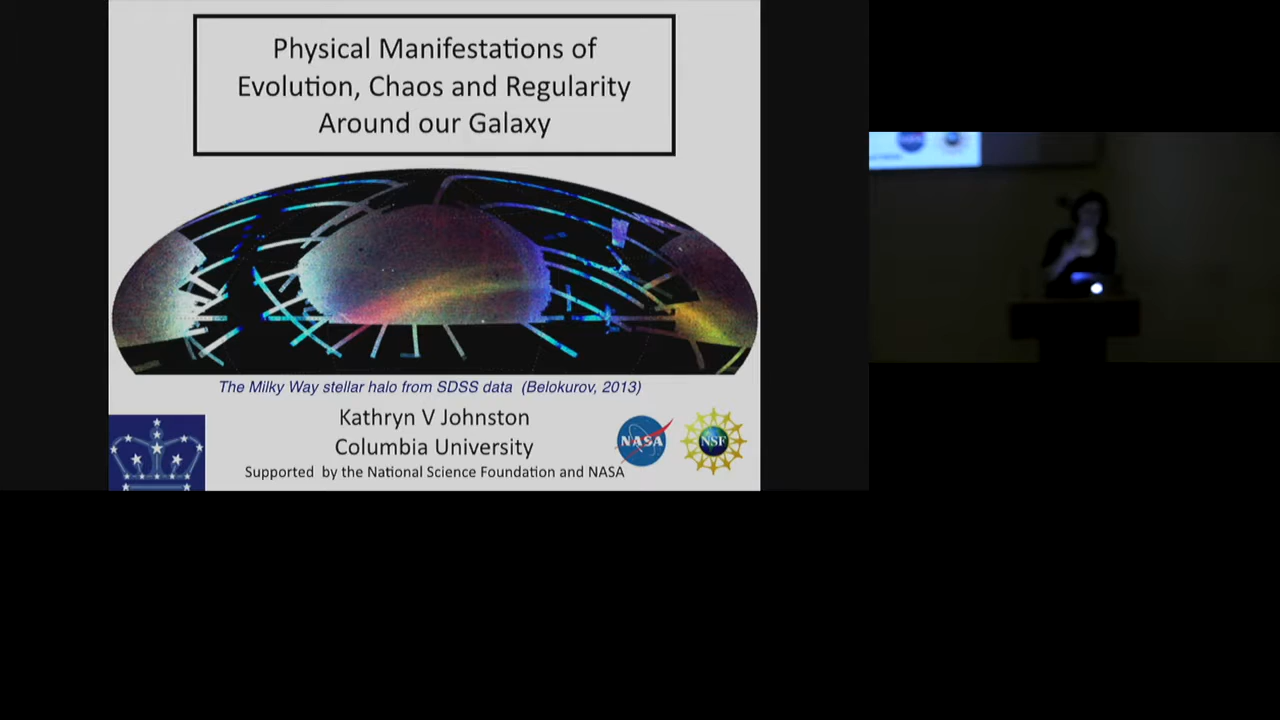 Physical Manifestations of
Evolution, Chaos and Regularity
Around our Galaxy
The Milky Way stellar halo from SDSS data (Belokurov, 2013)
Kathryn V Johnston
Columbia University
Supported by the National Science Foundation and NASA
NASA
NSF